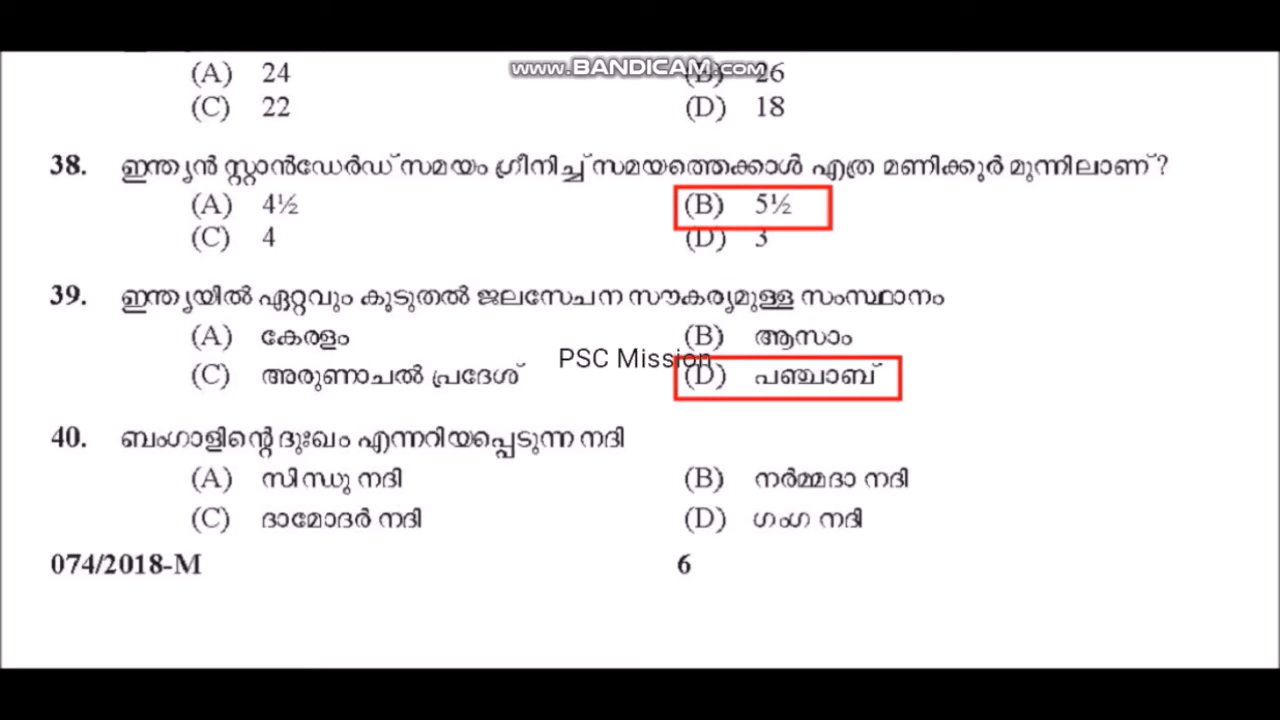 www.BANDICAM.com
(A) 24 (B) 26
(C) 22 (D) 18
38. ഇന്ത്യൻ സ്റ്റാൻഡേർഡ് സമയം ഗ്രീനിച്ച് സമയത്തെക്കാൾ എത്ര മണിക്കൂർ മുന്നിലാണ് ?
(A) 4½ (B) 5½
(C) 4 (D) 3
39. ഇന്ത്യയിൽ ഏറ്റവും കൂടുതൽ ജലസേചന സൗകര്യമുള്ള സംസ്ഥാനം
(A) കേരളം (B) ആസാം
PSC Mission
(C) അരുണാചൽ പ്രദേശ് (D) പഞ്ചാബ്
40. ബംഗാളിന്റെ ദുഃഖം എന്നറിയപ്പെടുന്ന നദി
(A) സിന്ധു നദി (B) നർമ്മദാ നദി
(C) ദാമോദർ നദി (D) ഗംഗ നദി
074/2018-M 6